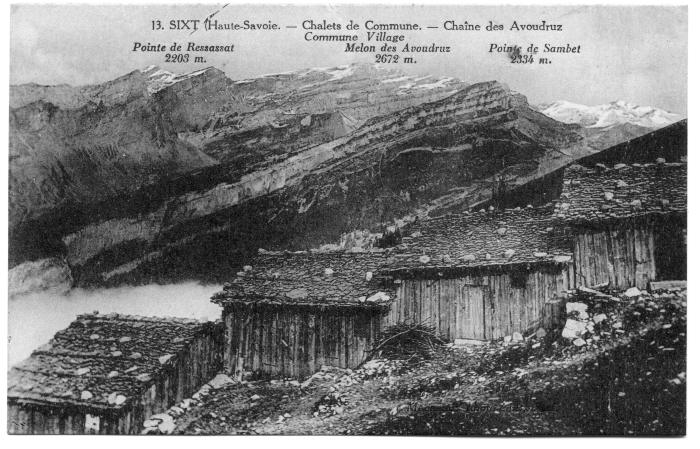 13. SIXT (Haute-Savoie. — Chalets de Commune. — Chaîne des Avoudruz
Commune Village
Pointe de Ressassat Melon des Avoudruz Pointe de Sambet
2203 m. 2672 m. 2334 m.